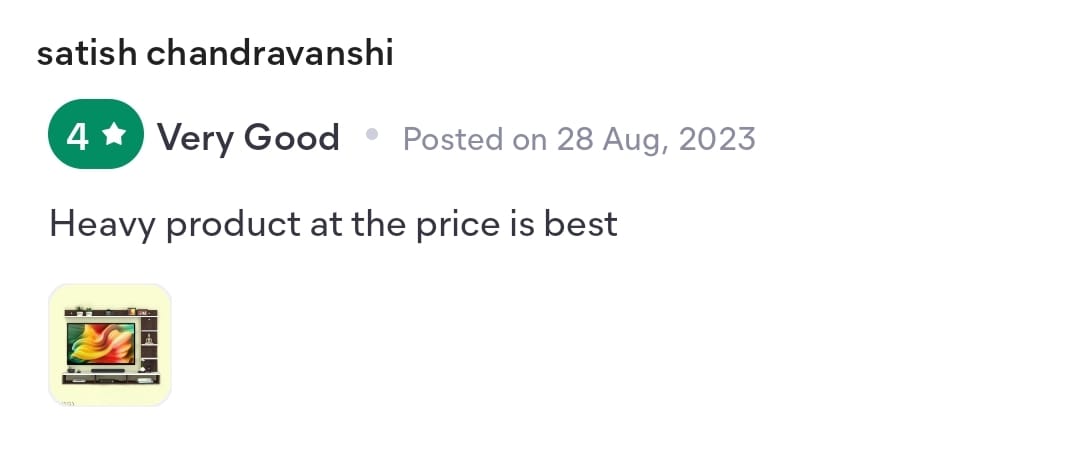 satish chandravanshi
4 ★ Very Good • Posted on 28 Aug, 2023
Heavy product at the price is best